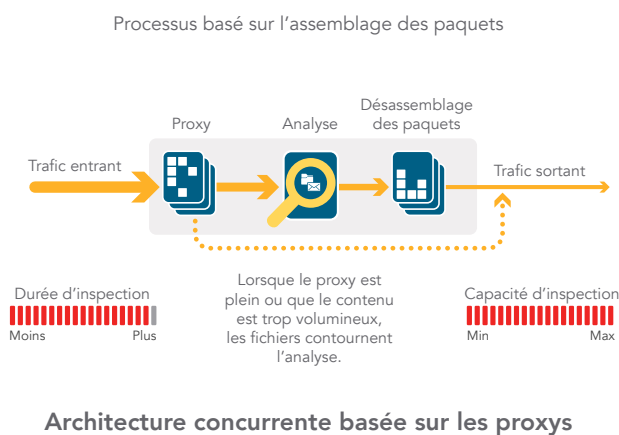 Processus basé sur l'assemblage des paquets
Désassemblage
des paquets
Proxy
Analyse
Trafic entrant
Trafic sortant
Lorsque le proxy est
plein ou que le contenu
est trop volumineux,
les fichiers contournent
l'analyse.
Durée d'inspection
Moins
Plus
Capacité d'inspection
Min
Max
Architecture concurrente basée sur les proxys